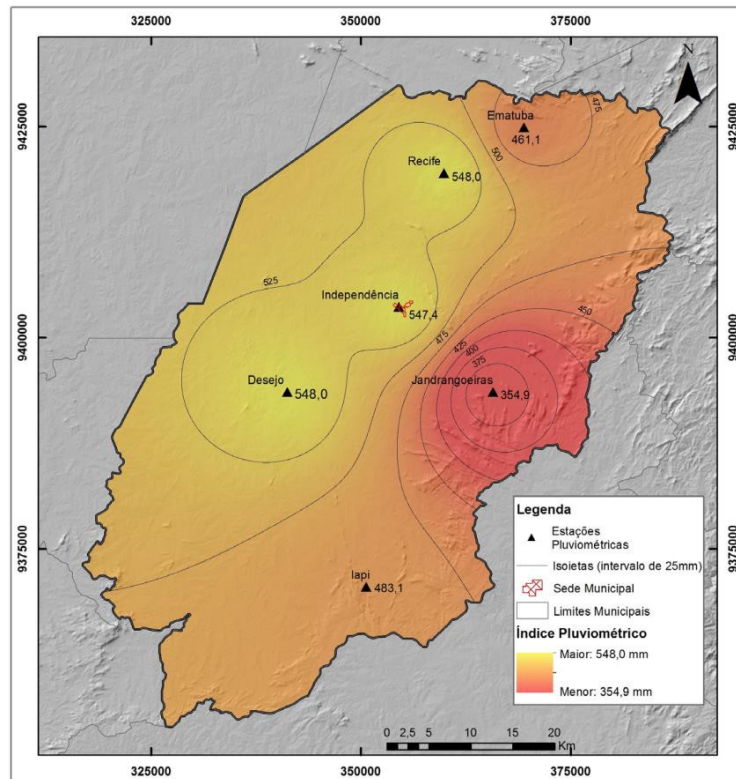 325000
350000
375000
N
475
Ematuba
9425000
461,1
9425000
500
Recife
548,0
525
Independência
547,4
450
475
9400000
425
9400000
400
375
Desejo
Jandrangoeiras
548,0
354,9
Legenda
Estações
Pluviométricas
9375000
Isoietas (intervalo de 25mm)
9375000
Iapi
483,1
Sede Municipal
Limites Municipais
Índice Pluviométrico
Maior: 548,0 mm
Menor: 354,9 mm
0 2,5 5 10 15 20
Km
325000
350000
375000